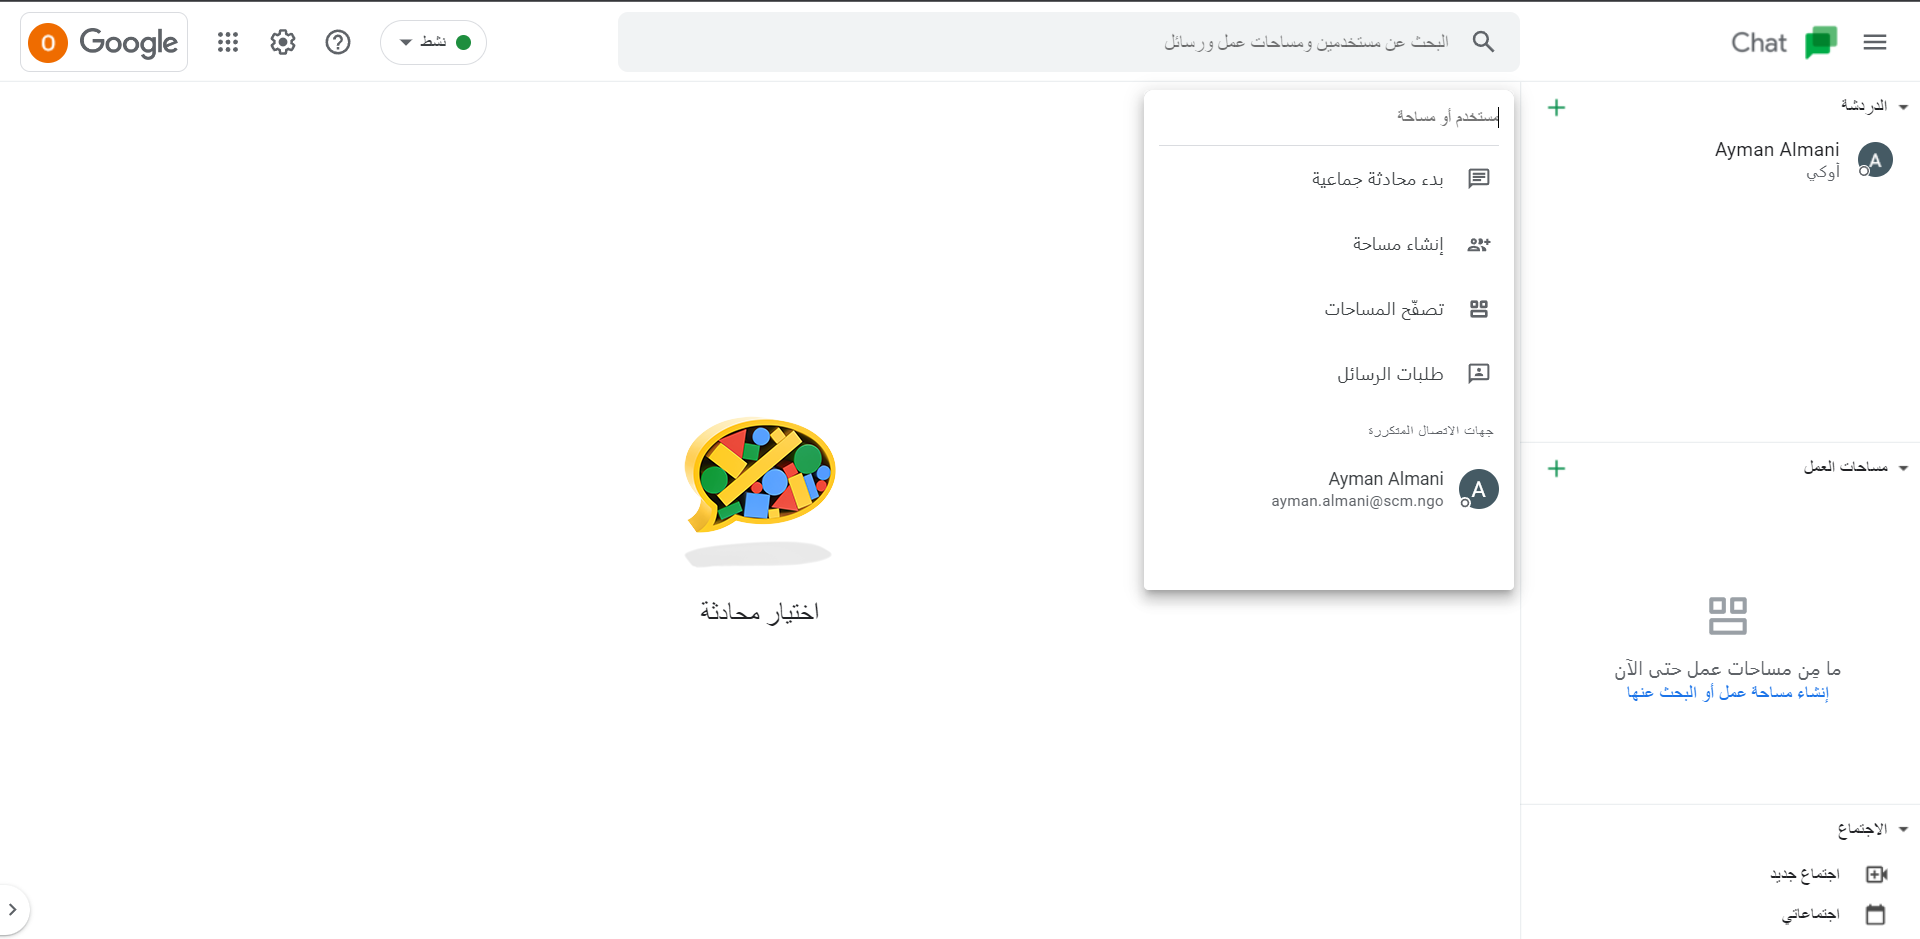 Chat
البحث عن مستخدمين ومساحات عمل ورسائل
نشط
Google
O
الدردشة
A
Ayman Almani
أوكي
مستخدم أو مساحة
بدء محادثة جماعية
إنشاء مساحة
تصفّح المساحات
طلبات الرسائل
جهات الاتصال المتكررة
A
Ayman Almani
ayman.almani@scm.ngo
اختيار محادثة
مساحات العمل
ما مِن مساحات عمل حتى الآن
إنشاء مساحة عمل أو البحث عنها
الاجتماع
اجتماع جديد
اجتماعاتي